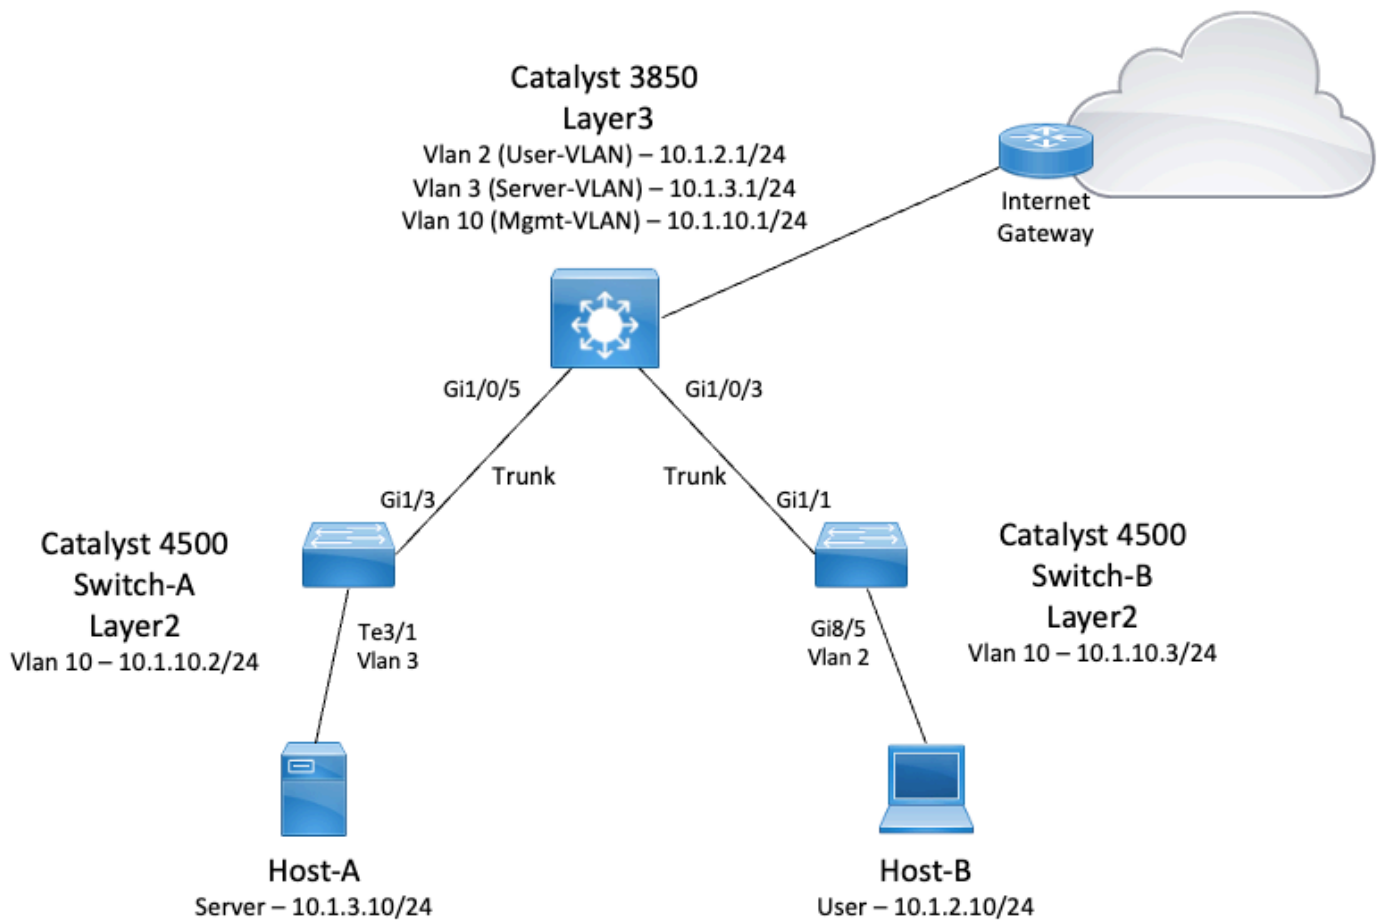 Catalyst 3850
Layer3
Vlan 2 (User-VLAN) – 10.1.2.1/24
Vlan 3 (Server-VLAN) – 10.1.3.1/24
Vlan 10 (Mgmt-VLAN) – 10.1.10.1/24
Internet
Gateway
Gi1/0/5
Gi1/0/3
Trunk
Trunk
Gi1/3
Gi1/1
Catalyst 4500
Switch-A
Layer2
Vlan 10 – 10.1.10.2/24
Catalyst 4500
Switch-B
Layer2
Vlan 10 – 10.1.10.3/24
Te3/1
Vlan 3
Gi8/5
Vlan 2
Host-A
Server – 10.1.3.10/24
Host-B
User – 10.1.2.10/24